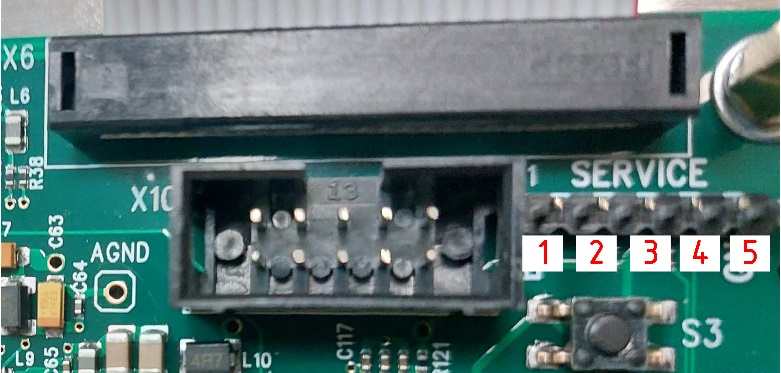 X6
L6
R38
X10
13
1 SERVICE
1 2 3 4 5
C63
AGND
C64
S3
C117
R121
L9
C65
4R7
L10